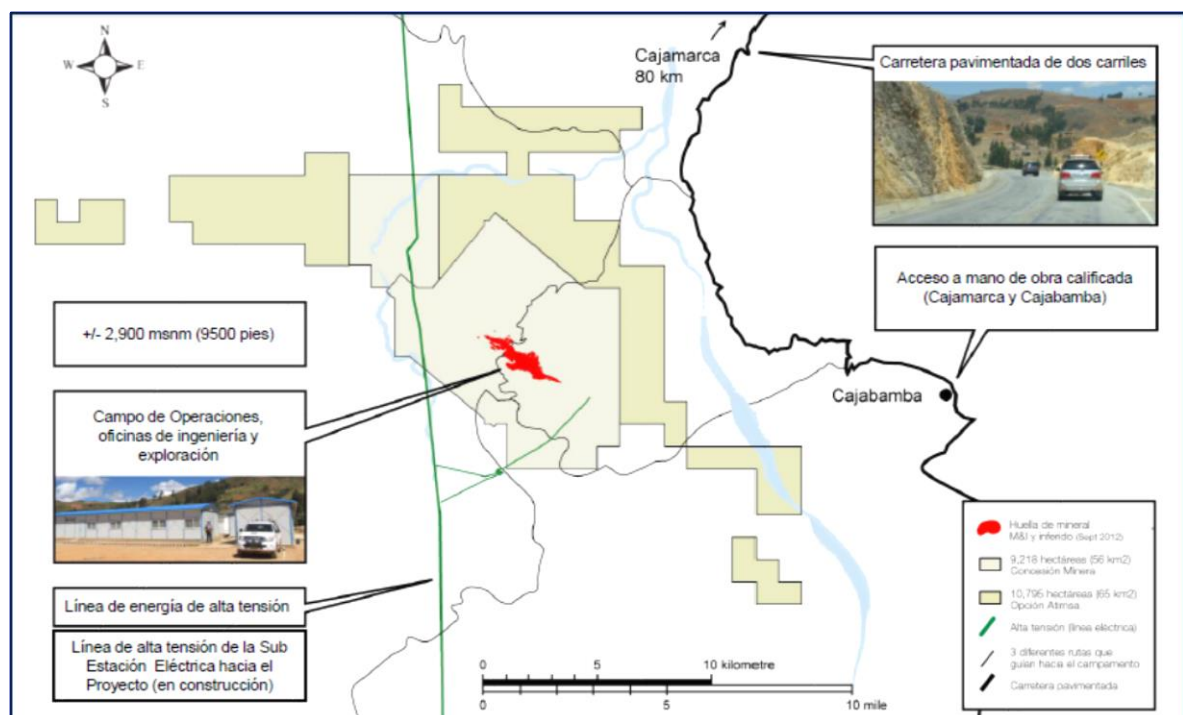 N
W
E
S
Cajamarca
80 km
Carretera pavimentada de dos carriles
Acceso a mano de obra calificada
(Cajamarca y Cajabamba)
+/- 2,900 msnm (9500 pies)
Campo de Operaciones,
oficinas de ingeniería y
exploración
Cajabamba
Línea de energía de alta tensión
Línea de alta tensión de la Sub
Estación Eléctrica hacia el
Proyecto (en construcción)
0 5 10 kilometre
0 5 10 mile
Huella de mineral
M&I y inferido (Sept 2012)
9,218 hectáreas (56 km2)
Concesión Minera
10,795 hectáreas (65 km2)
Opción Atimsa
Alta tensión (línea eléctrica)
3 diferentes rutas que
guían hacia el campamento
Carretera pavimentada